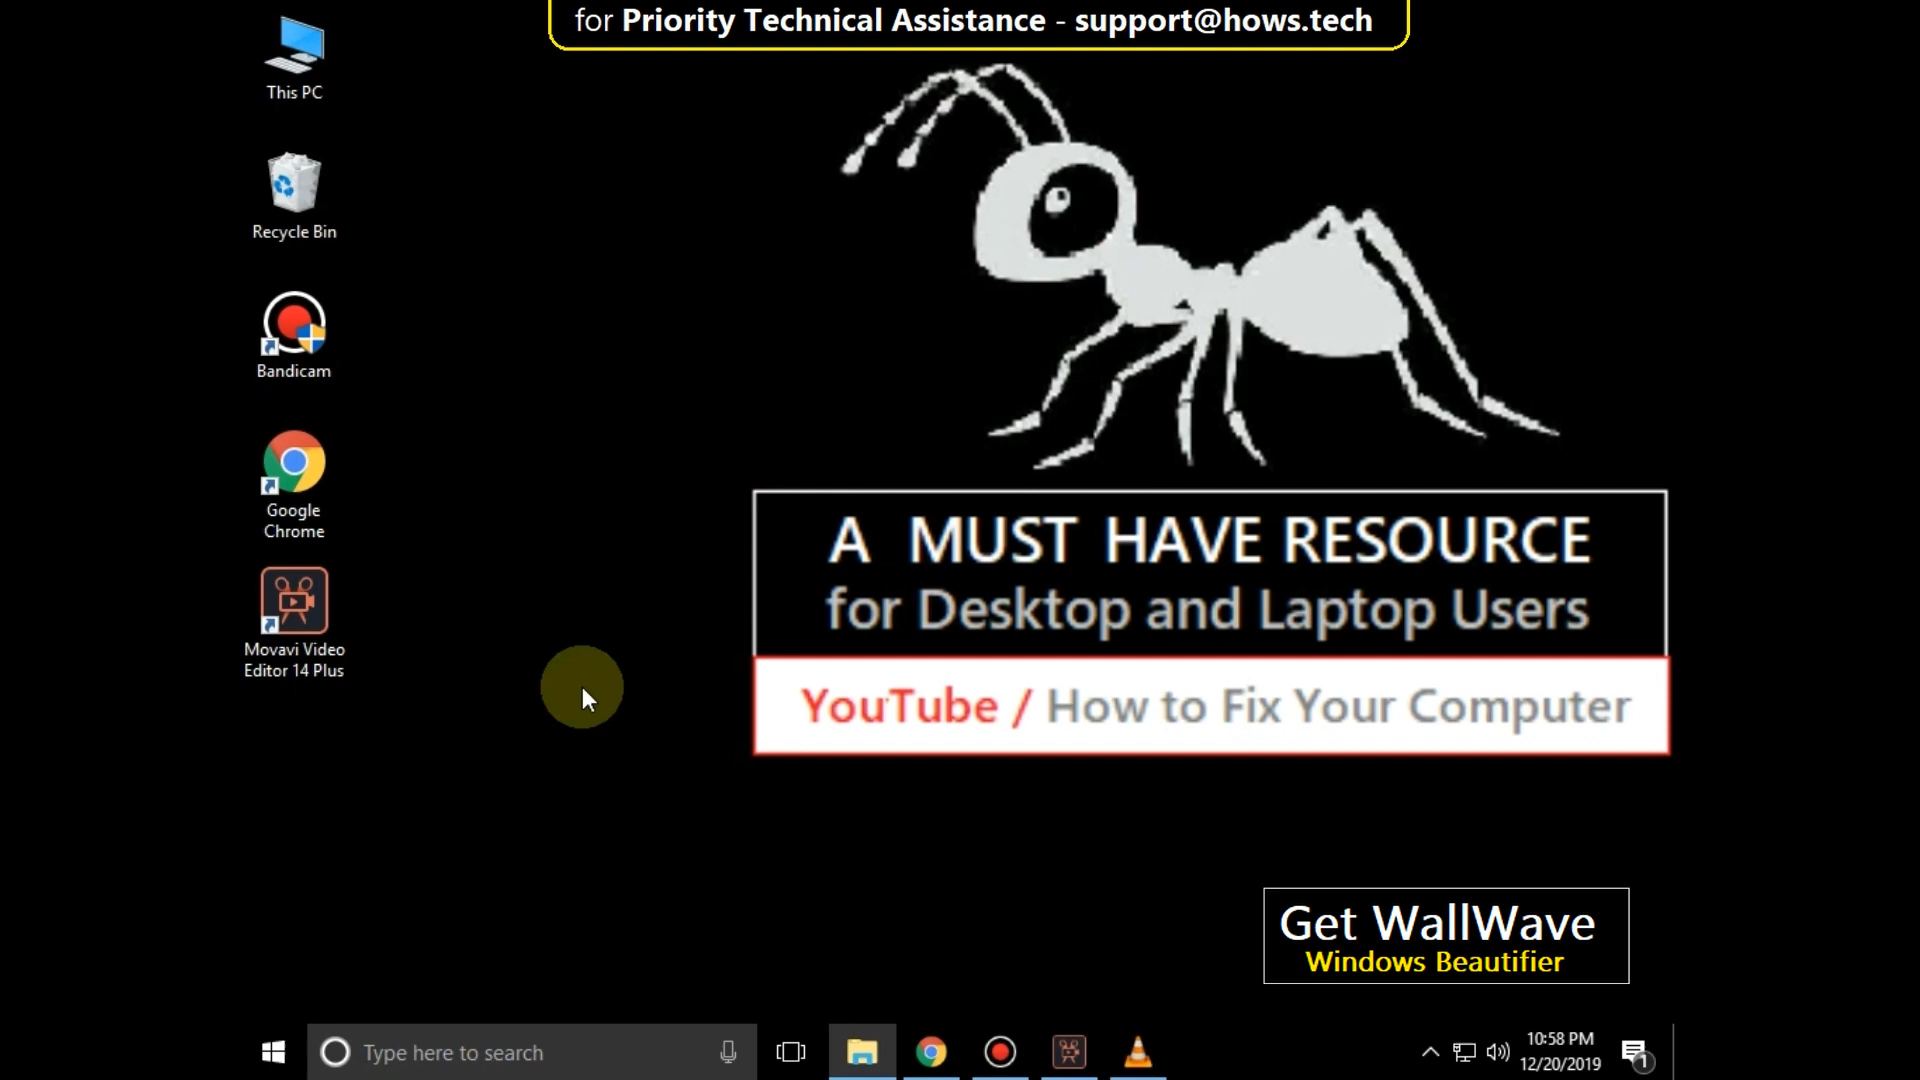 for Priority Technical Assistance - support@hows.tech
This PC
Recycle Bin
Bandicam
Google
Chrome
Movavi Video
Editor 14 Plus
A MUST HAVE RESOURCE
for Desktop and Laptop Users
YouTube / How to Fix Your Computer
Get WallWave
Windows Beautifier
Type here to search
10:58 PM
12/20/2019
1